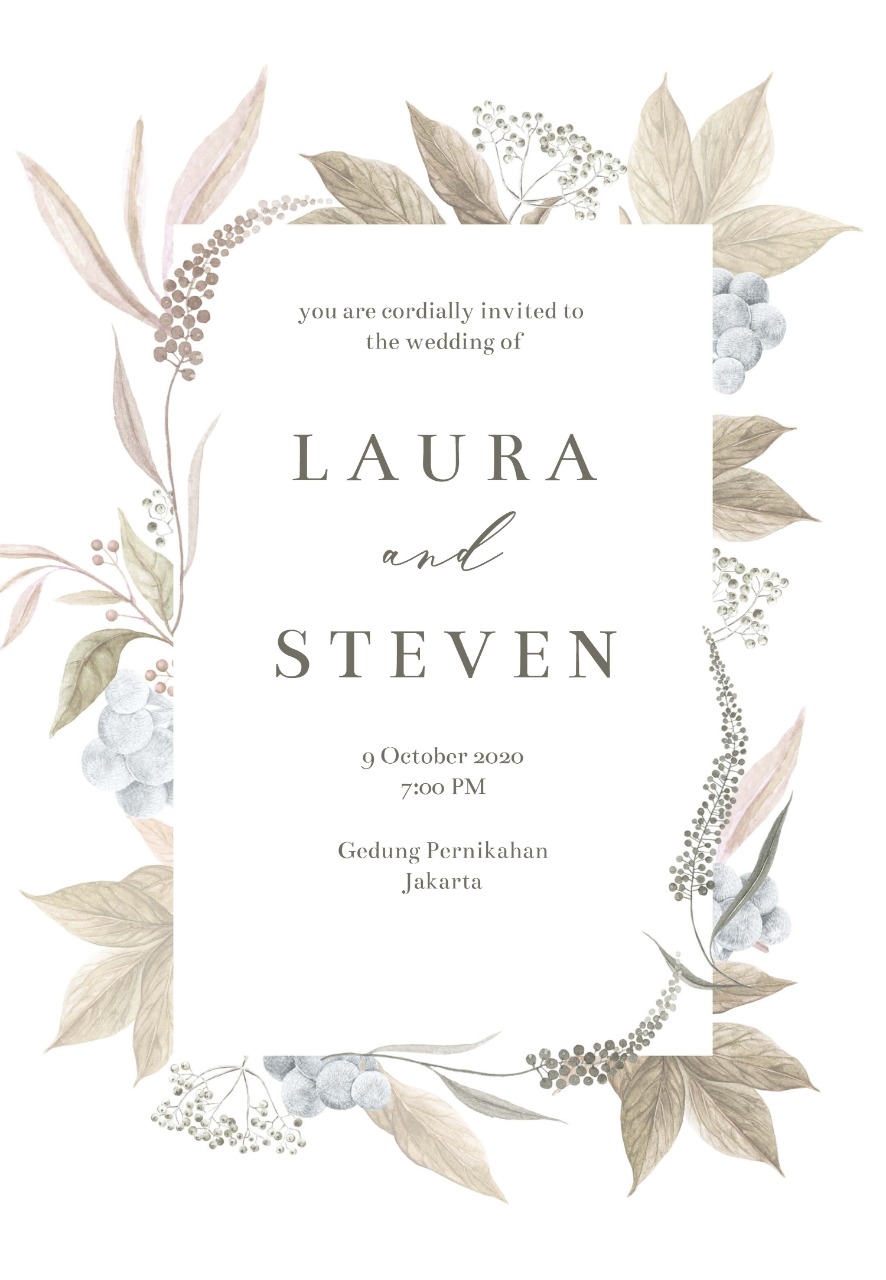 you are cordially invited to
the wedding of
LAURA
and
STEVEN
9 October 2020
7:00 PM
Gedung Pernikahan
Jakarta